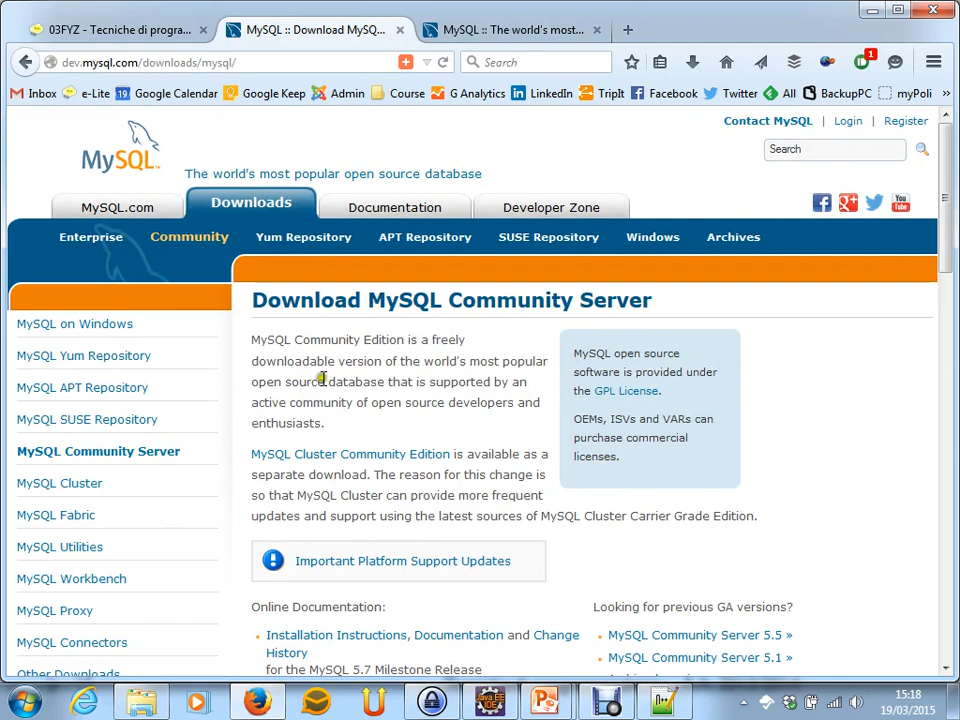 03FYZ - Tecniche di progra...
MySQL :: Download MySQ...
MySQL :: The world's most...
dev.mysql.com/downloads/mysql/
Search
1
Inbox e-Lite 19 Google Calendar Google Keep Admin Course G Analytics LinkedIn TripIt Facebook Twitter All BackupPC myPoli »
Contact MySQL | Login | Register
MySQL™
The world's most popular open source database
Search
MySQL.com Downloads Documentation Developer Zone
Enterprise Community Yum Repository APT Repository SUSE Repository Windows Archives
MySQL on Windows
MySQL Yum Repository
MySQL APT Repository
MySQL SUSE Repository
MySQL Community Server
MySQL Cluster
MySQL Fabric
MySQL Utilities
MySQL Workbench
MySQL Proxy
MySQL Connectors
Other Downloads
Download MySQL Community Server
MySQL Community Edition is a freely
downloadable version of the world's most popular
open source database that is supported by an
active community of open source developers and
enthusiasts.
MySQL Cluster Community Edition is available as a
separate download. The reason for this change is
so that MySQL Cluster can provide more frequent
updates and support using the latest sources of MySQL Cluster Carrier Grade Edition.
MySQL open source
software is provided under
the GPL License.
OEMs, ISVs and VARs can
purchase commercial
licenses.
Important Platform Support Updates
Online Documentation:
Installation Instructions, Documentation and Change
History
for the MySQL 5.7 Milestone Release
Looking for previous GA versions?
MySQL Community Server 5.5 »
MySQL Community Server 5.1 »
Java EE
IDE
15:18
19/03/2015